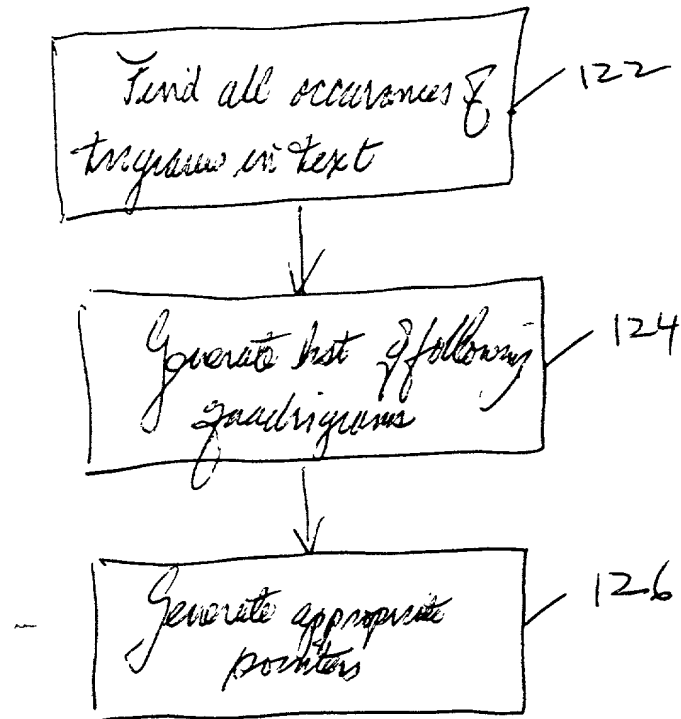 Find all occurances of
trigrams in text
122
Generate list of following
quadrigrams
124
Generate appropriate
pointers
126